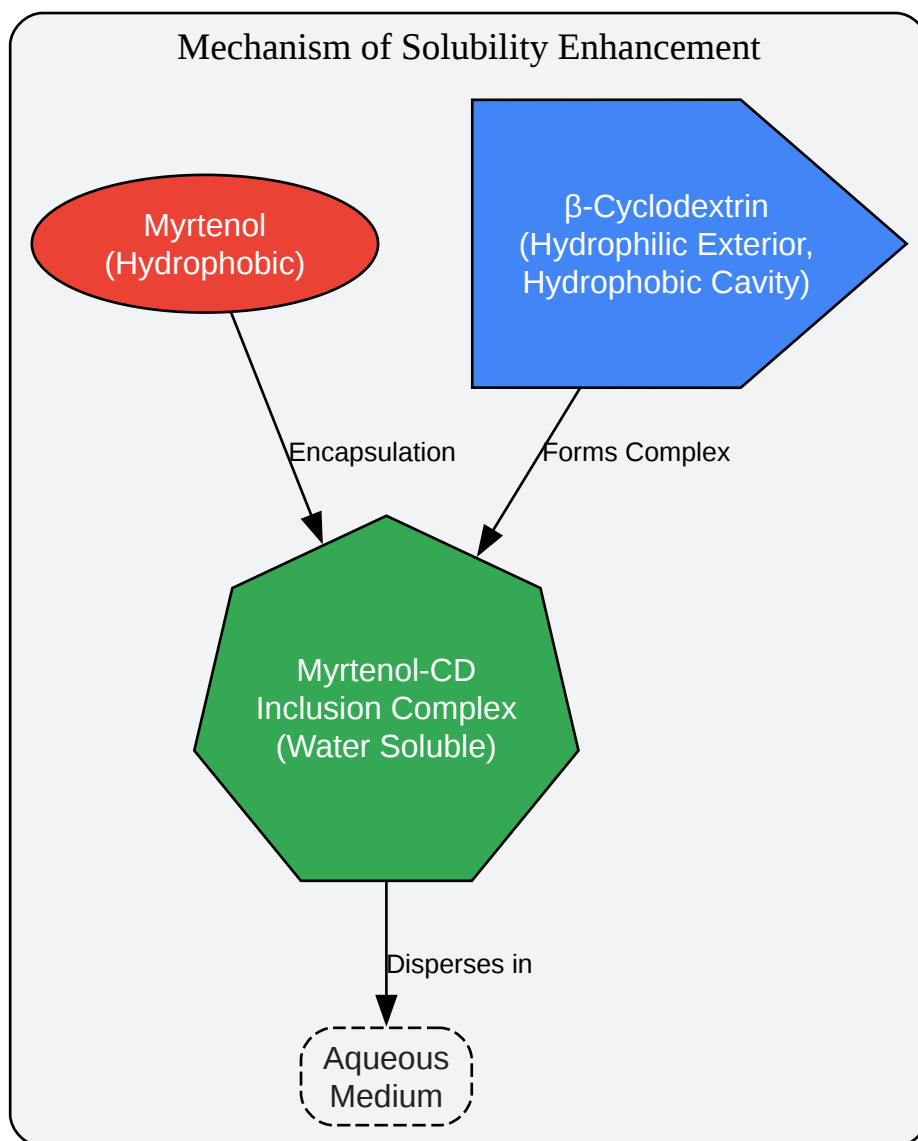 Mechanism of Solubility Enhancement
Myrtenol
(Hydrophobic)
β-Cyclodextrin
(Hydrophilic Exterior,
Hydrophobic Cavity)
Encapsulation
Forms Complex
Myrtenol-CD
Inclusion Complex
(Water Soluble)
Disperses in
Aqueous
Medium